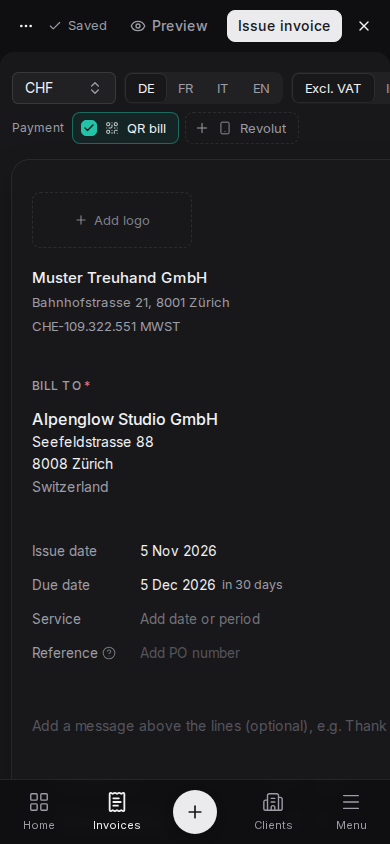 Saved
Preview
Issue invoice
CHF
DE FR IT EN
Excl. VAT
Payment
QR bill
Revolut
Add logo
Muster Treuhand GmbH
Bahnhofstrasse 21, 8001 Zürich
CHE-109.322.551 MWST
BILL TO*
Alpenglow Studio GmbH
Seefeldstrasse 88
8008 Zürich
Switzerland
Issue date 5 Nov 2026
Due date 5 Dec 2026 in 30 days
Service Add date or period
Reference Add PO number
Add a message above the lines (optional), e.g. Thank
Home Invoices Clients Menu